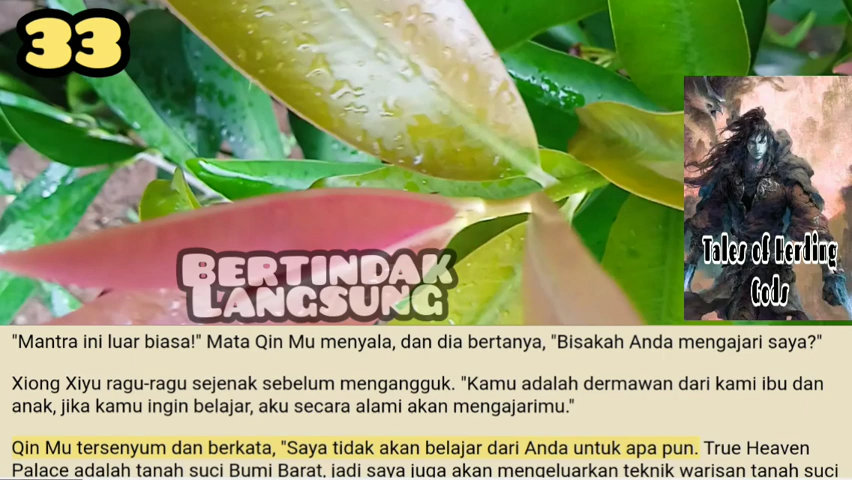 33
Tales of Herding
Gods
BERTINDAK
LANGSUNG
"Mantra ini luar biasa!" Mata Qin Mu menyala, dan dia bertanya, "Bisakah Anda mengajari saya?"
Xiong Xiyu ragu-ragu sejenak sebelum mengangguk. "Kamu adalah dermawan dari kami ibu dan
anak, jika kamu ingin belajar, aku secara alami akan mengajarimu."
Qin Mu tersenyum dan berkata, "Saya tidak akan belajar dari Anda untuk apa pun. True Heaven
Palace adalah tanah suci Bumi Barat, jadi saya juga akan mengeluarkan teknik warisan tanah suci